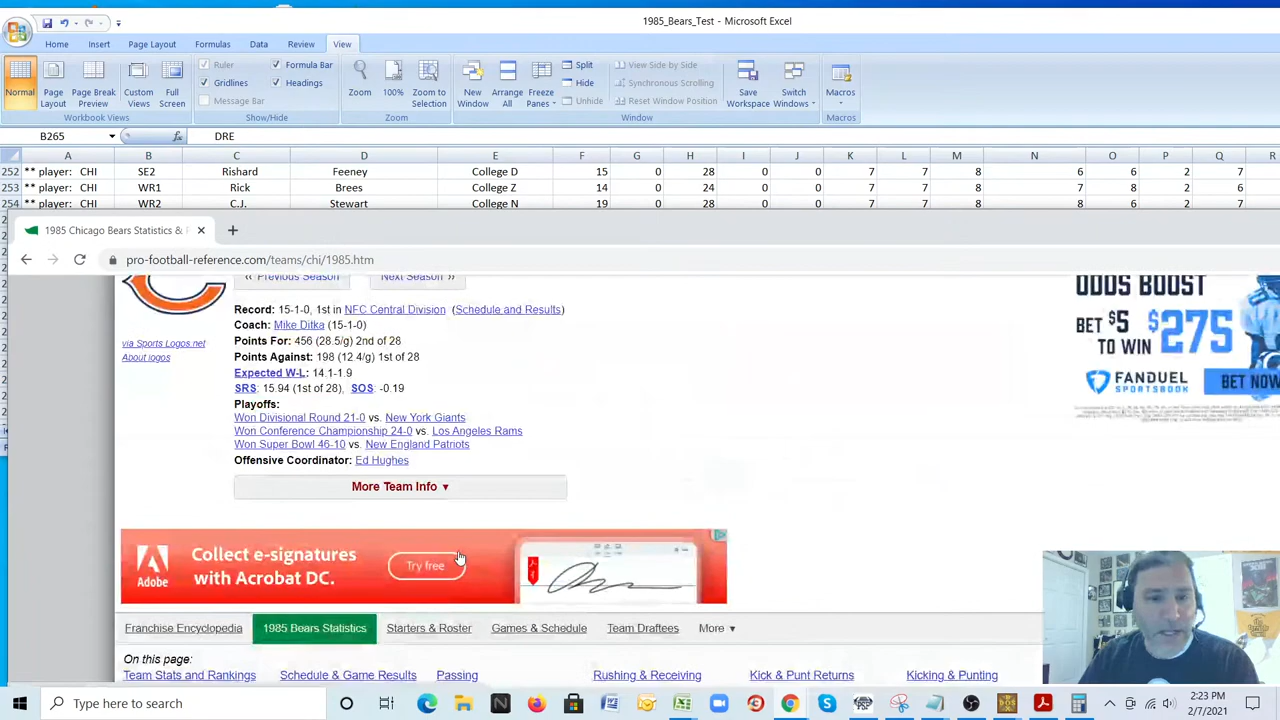 1985_Bears_Test - Microsoft Excel
Home Insert Page Layout Formulas Data Review View
Ruler Formula Bar Split View Side by Side
Gridlines Headings Hide Synchronous Scrolling
Message Bar Unhide Reset Window Position
Normal Page Layout Page Break Preview Custom Views Full Screen Zoom 100% Zoom to Selection New Window Arrange All Freeze Panes Save Workspace Switch Windows Macros
Workbook Views Show/Hide Zoom Window Macros
B265 fx DRE
A B C D E F G H I J K L M N O P Q R
252 ** player: CHI SE2 Rishard Feeney College D 15 0 28 0 0 7 7 8 6 6 2 7
253 ** player: CHI WR1 Rick Brees College Z 14 0 24 0 0 7 7 8 7 8 2 6
254 ** player: CHI WR2 C.J. Stewart College N 19 0 28 0 0 7 7 8 8 6 2 7
1985 Chicago Bears Statistics &
pro-football-reference.com/teams/chi/1985.htm
‹‹ Previous Season Next Season ››
Record: 15-1-0, 1st in NFC Central Division (Schedule and Results)
Coach: Mike Ditka (15-1-0)
Points For: 456 (28.5/g) 2nd of 28
Points Against: 198 (12.4/g) 1st of 28
Expected W-L: 14.1-1.9
SRS: 15.94 (1st of 28), SOS: -0.19
Playoffs:
Won Divisional Round 21-0 vs. New York Giants
Won Conference Championship 24-0 vs. Los Angeles Rams
Won Super Bowl 46-10 vs. New England Patriots
Offensive Coordinator: Ed Hughes
More Team Info ▼
via Sports Logos.net
About logos
ODDS BOOST
BET $5
TO WIN $275
FANDUEL
SPORTSBOOK
BET NOW
Adobe
Collect e-signatures
with Acrobat DC.
Try free
Franchise Encyclopedia 1985 Bears Statistics Starters & Roster Games & Schedule Team Draftees More ▼
On this page:
Team Stats and Rankings Schedule & Game Results Passing Rushing & Receiving Kick & Punt Returns Kicking & Punting
Type here to search
2:23 PM
2/7/2021